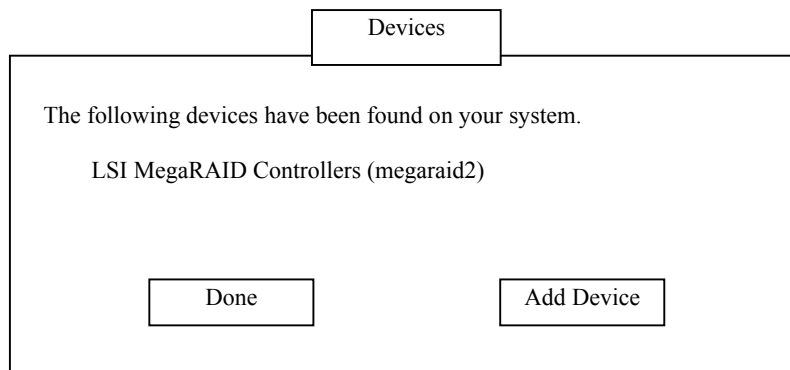 Devices
The following devices have been found on your system.
LSI MegaRAID Controllers (megaraid2)
Done
Add Device